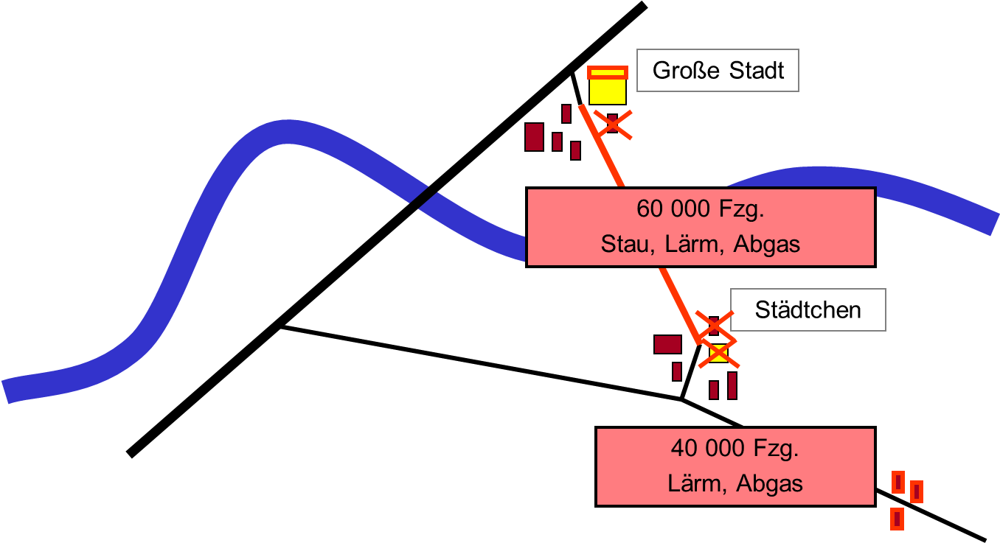 Große Stadt
60 000 Fzg.
Stau, Lärm, Abgas
Städtchen
40 000 Fzg.
Lärm, Abgas